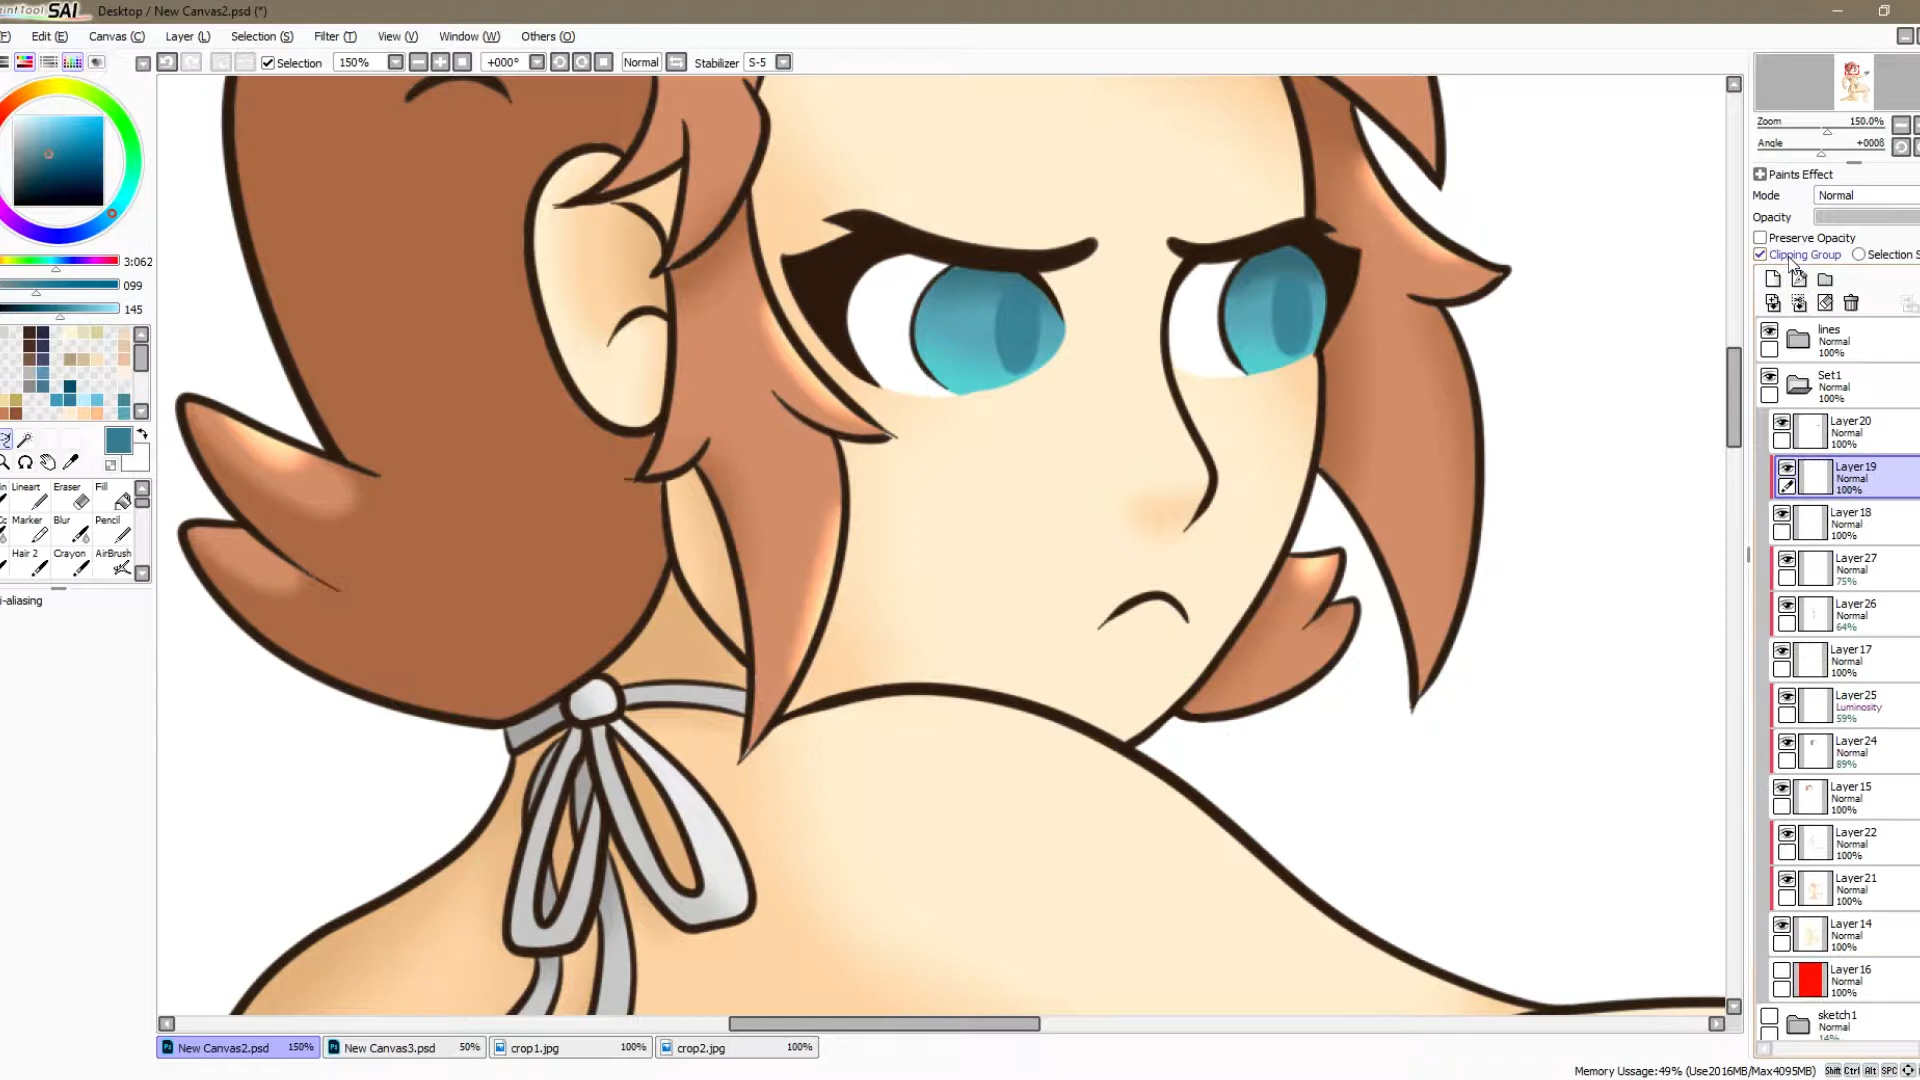 PaintTool SAI Desktop / New Canvas2.psd (*)
Edit (E) Canvas (C) Layer (L) Selection (S) Filter (T) View (V) Window (W) Others (O)
Selection 150% +000° Normal Stabilizer S-5
Zoom 150.0%
Angle +000
Paints Effect
Mode Normal
Opacity
Preserve Opacity
Clipping Group Selection S
3:062
099
145
Lineart Eraser Fill
Marker Blur Pencil
Hair 2 Crayon AirBrush
i-aliasing
lines
Normal
100%
Set1
Normal
100%
Layer20
Normal
100%
Layer19
Normal
100%
Layer18
Normal
100%
Layer27
Normal
75%
Layer26
Normal
64%
Layer17
Normal
100%
Layer25
Luminosity
59%
Layer24
Normal
89%
Layer15
Normal
100%
Layer22
Normal
100%
Layer21
Normal
100%
Layer14
Normal
100%
Layer16
Normal
100%
sketch1
Normal
14%
New Canvas2.psd 150% New Canvas3.psd 50% crop1.jpg 100% crop2.jpg 100%
Memory Ussage:49% (Use2016MB/Max4095MB) Shift Ctrl Alt SPC